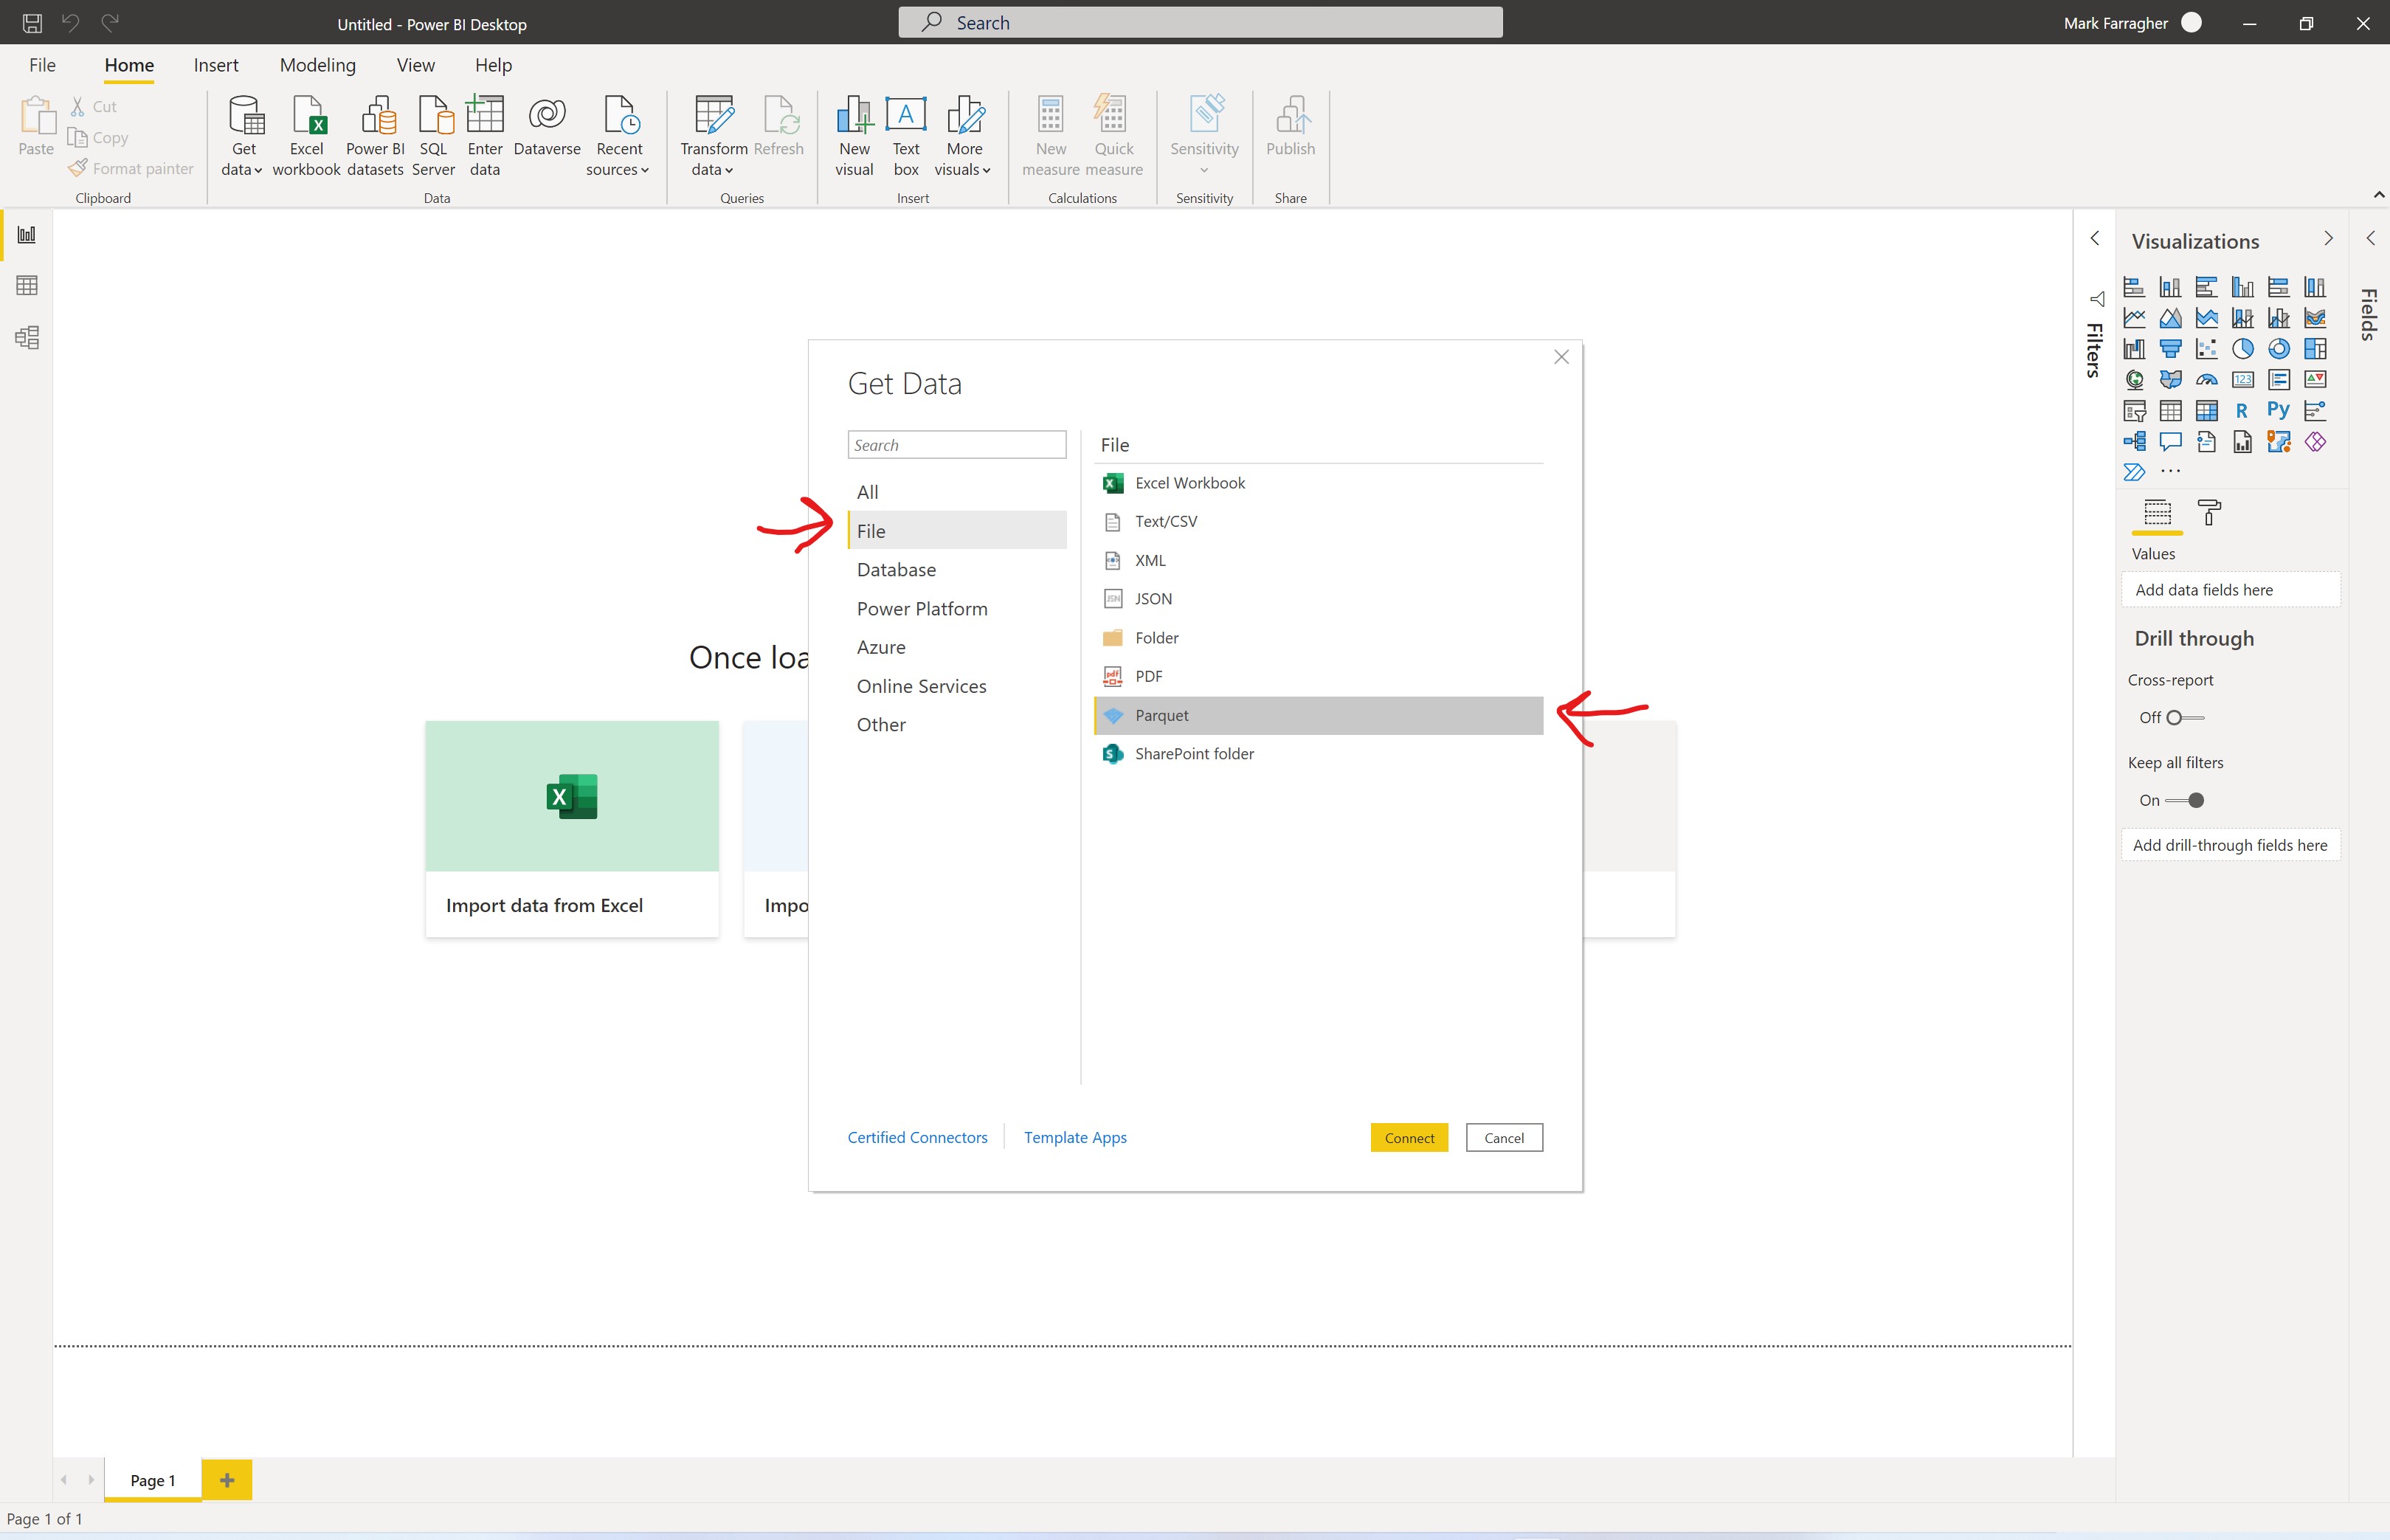 Untitled - Power BI Desktop
Search
Mark Farragher
File
Home
Insert
Modeling
View
Help
Paste
Cut
Copy
Format painter
Clipboard
Get data
Excel workbook
Power BI datasets
SQL Server
Enter data
Dataverse
Recent sources
Data
Transform data
Refresh
Queries
New visual
Text box
More visuals
Insert
New measure
Quick measure
Calculations
Sensitivity
Sensitivity
Publish
Share
Once loa
Import data from Excel
Impo
Get Data
Search
All
File
Database
Power Platform
Azure
Online Services
Other
File
Excel Workbook
Text/CSV
XML
JSON
Folder
PDF
Parquet
SharePoint folder
Certified Connectors
Template Apps
Connect
Cancel
Filters
Visualizations
123
R
Py
Values
Add data fields here
Drill through
Cross-report
Off
Keep all filters
On
Add drill-through fields here
Fields
Page 1
Page 1 of 1